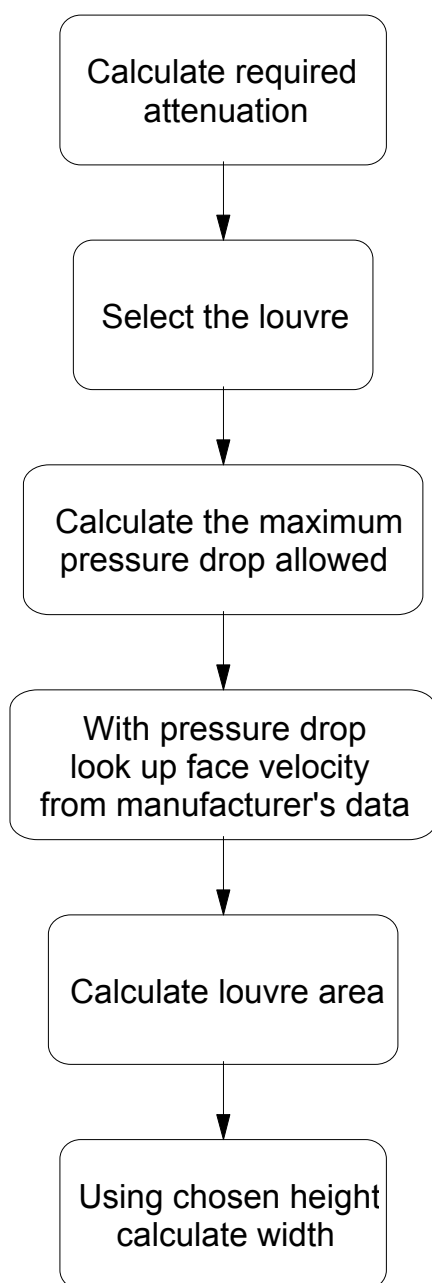 Calculate required
attenuation
Select the louvre
Calculate the maximum
pressure drop allowed
With pressure drop
look up face velocity
from manufacturer's data
Calculate louvre area
Using chosen height
calculate width